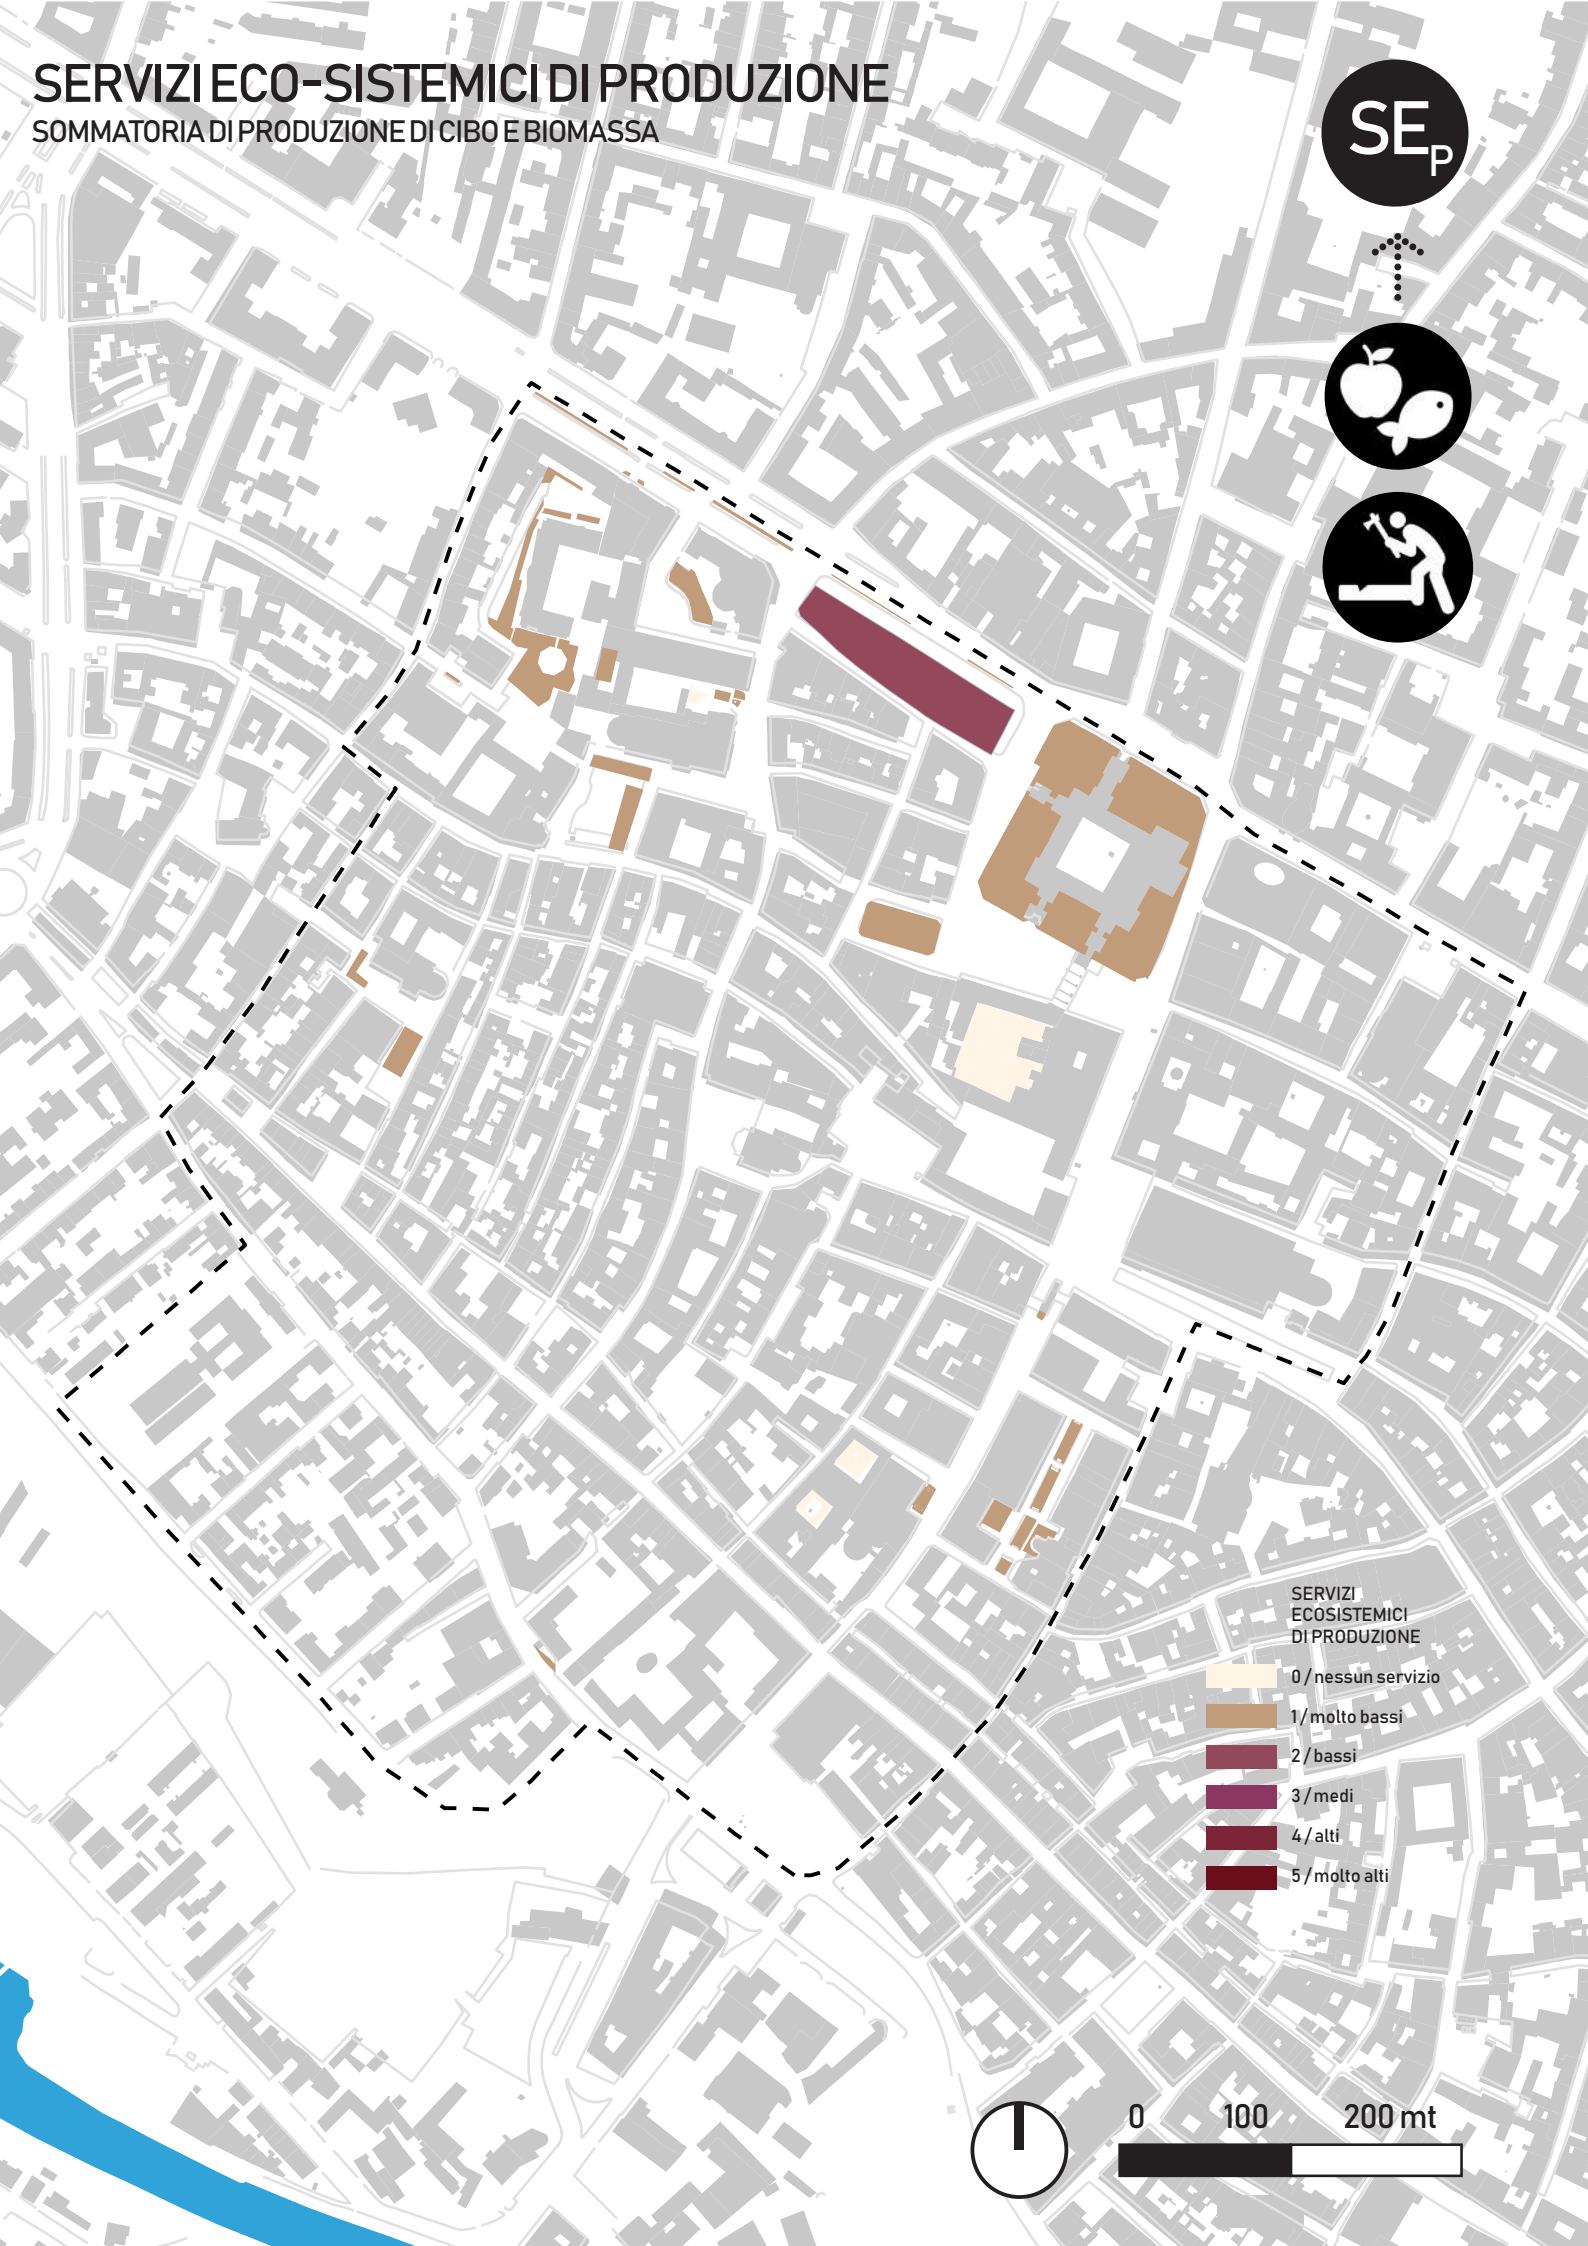 SERVIZI ECO-SISTEMICI DI PRODUZIONE
SOMMATORIA DI PRODUZIONE DI CIBO E BIOMASSA
SEP
SERVIZI
ECOSISTEMICI
DI PRODUZIONE
0 / nessun servizio
1 / molto bassi
2 / bassi
3 / medi
4 / alti
5 / molto alti
0 100 200 mt